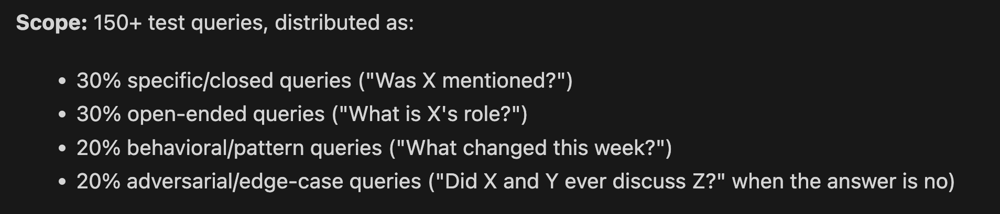 Scope: 150+ test queries, distributed as:
• 30% specific/closed queries ("Was X mentioned?")
• 30% open-ended queries ("What is X's role?")
• 20% behavioral/pattern queries ("What changed this week?")
• 20% adversarial/edge-case queries ("Did X and Y ever discuss Z?" when the answer is no)